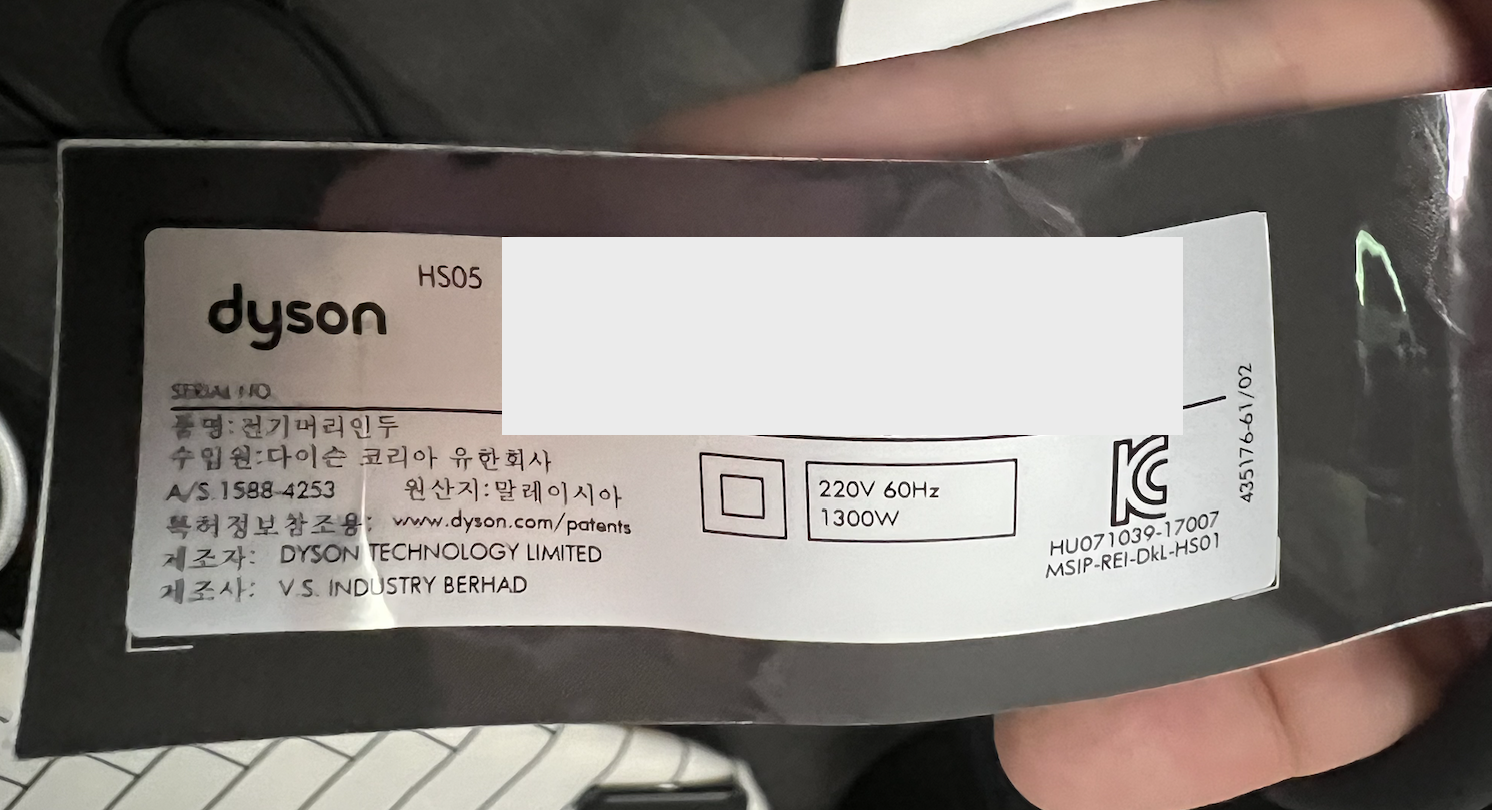 HS05
dyson
SERIAL NO.
품명:전기머리인두
수입원:다이슨 코리아 유한회사
A/S.1588-4253 원산지:말레이시아
특허정보참조용: www.dyson.com/patents
제조자: DYSON TECHNOLOGY LIMITED
제조사: V.S. INDUSTRY BERHAD
220V 60Hz
1300W
HU071039-17007
MSIP-REI-DkL-HS01
435176-61/02